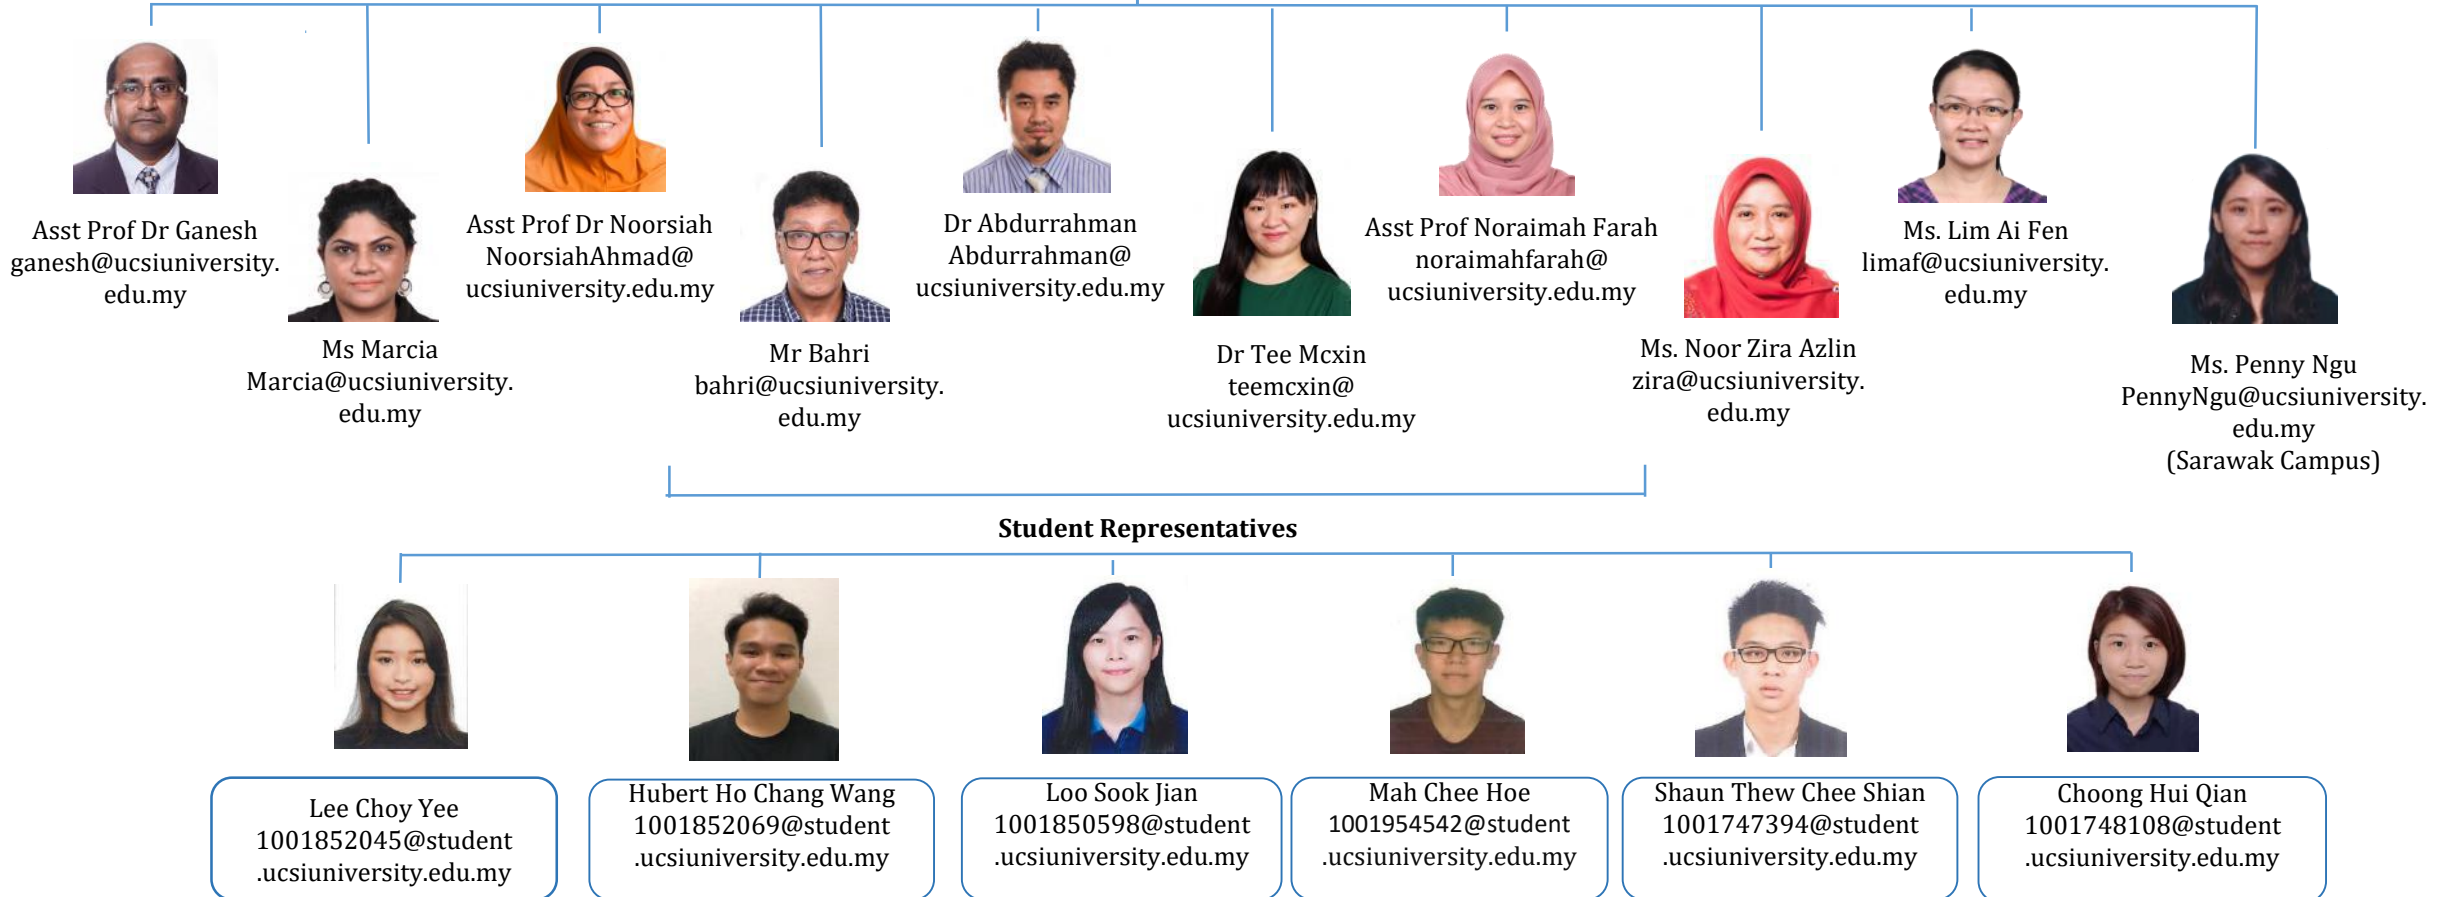 Asst Prof Dr Ganesh
ganesh@ucsiuniversity.
edu.my
Ms Marcia
Marcia@ucsiuniversity.
edu.my
Asst Prof Dr Noorsiah
NoorsiahAhmad@
ucsiuniversity.edu.my
Mr Bahri
bahri@ucsiuniversity.
edu.my
Dr Abdurrahman
Abdurrahman@
ucsiuniversity.edu.my
Dr Tee Mcxin
teemcxin@
ucsiuniversity.edu.my
Asst Prof Noraimah Farah
noraimahfarah@
ucsiuniversity.edu.my
Ms. Noor Zira Azlin
zira@ucsiuniversity.
edu.my
Ms. Lim Ai Fen
limaf@ucsiuniversity.
edu.my
Ms. Penny Ngu
PennyNgu@ucsiuniversity.
edu.my
(Sarawak Campus)
Student Representatives
Lee Choy Yee
1001852045@student
.ucsiuniversity.edu.my
Hubert Ho Chang Wang
1001852069@student
.ucsiuniversity.edu.my
Loo Sook Jian
1001850598@student
.ucsiuniversity.edu.my
Mah Chee Hoe
1001954542@student
.ucsiuniversity.edu.my
Shaun Thew Chee Shian
1001747394@student
.ucsiuniversity.edu.my
Choong Hui Qian
1001748108@student
.ucsiuniversity.edu.my